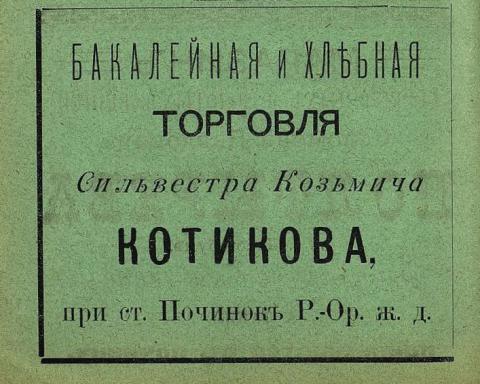 БАКАЛЕЙНАЯ и ХЛѢБНАЯ
ТОРГОВЛЯ
Сильвестра Козьмича
КОТИКОВА,
при ст. Починокъ Р.-Ор. ж. д.